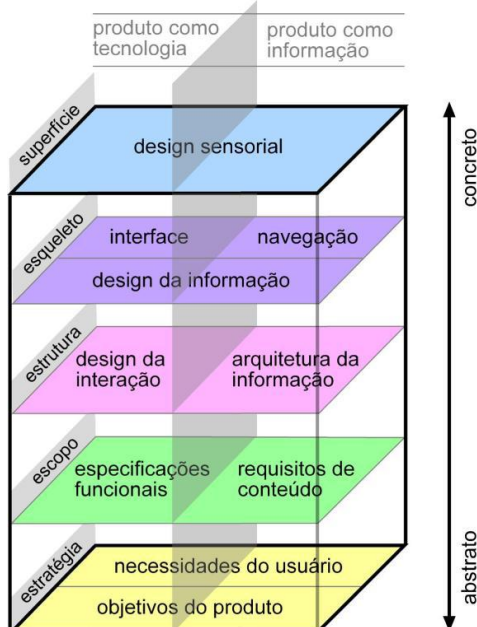 produto como
tecnologia
produto como
informação
superfície
design sensorial
concreto
esqueleto
interface
navegação
design da informação
estrutura
design da
interação
arquitetura da
informação
escopo
especificações
funcionais
requisitos de
conteúdo
estratégia
necessidades do usuário
objetivos do produto
abstrato